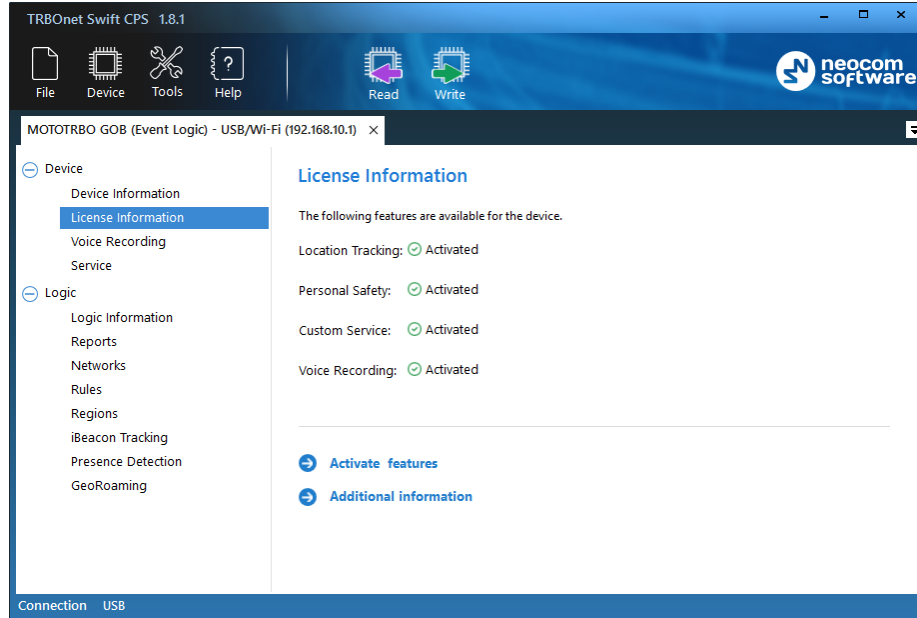 TRBOnet Swift CPS 1.8.1
File
Device
Tools
Help
Read
Write
neocom
software
MOTOTRBO GOB (Event Logic) - USB/Wi-Fi (192.168.10.1)
Device
Device Information
License Information
Voice Recording
Service
Logic
Logic Information
Reports
Networks
Rules
Regions
iBeacon Tracking
Presence Detection
GeoRoaming
License Information
The following features are available for the device.
Location Tracking: Activated
Personal Safety: Activated
Custom Service: Activated
Voice Recording: Activated
Activate features
Additional information
Connection USB